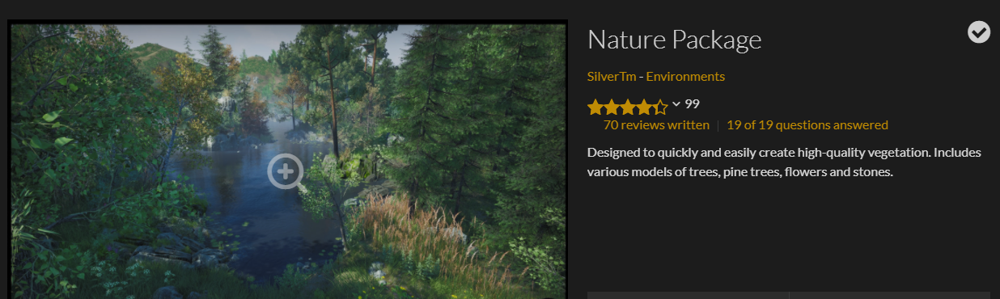 Nature Package
SilverTm - Environments
99
70 reviews written | 19 of 19 questions answered
Designed to quickly and easily create high-quality vegetation. Includes
various models of trees, pine trees, flowers and stones.